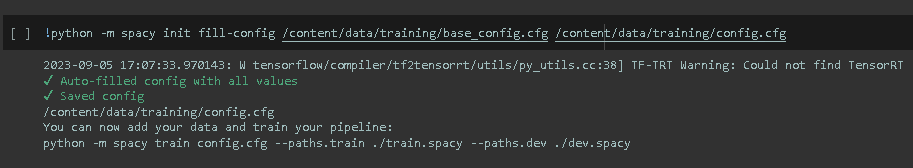 [ ] !python -m spacy init fill-config /content/data/training/base_config.cfg /content/data/training/config.cfg
2023-09-05 17:07:33.970143: W tensorflow/compiler/tf2tensorrt/utils/py_utils.cc:38] TF-TRT Warning: Could not find TensorRT
✔ Auto-filled config with all values
✔ Saved config
/content/data/training/config.cfg
You can now add your data and train your pipeline:
python -m spacy train config.cfg --paths.train ./train.spacy --paths.dev ./dev.spacy